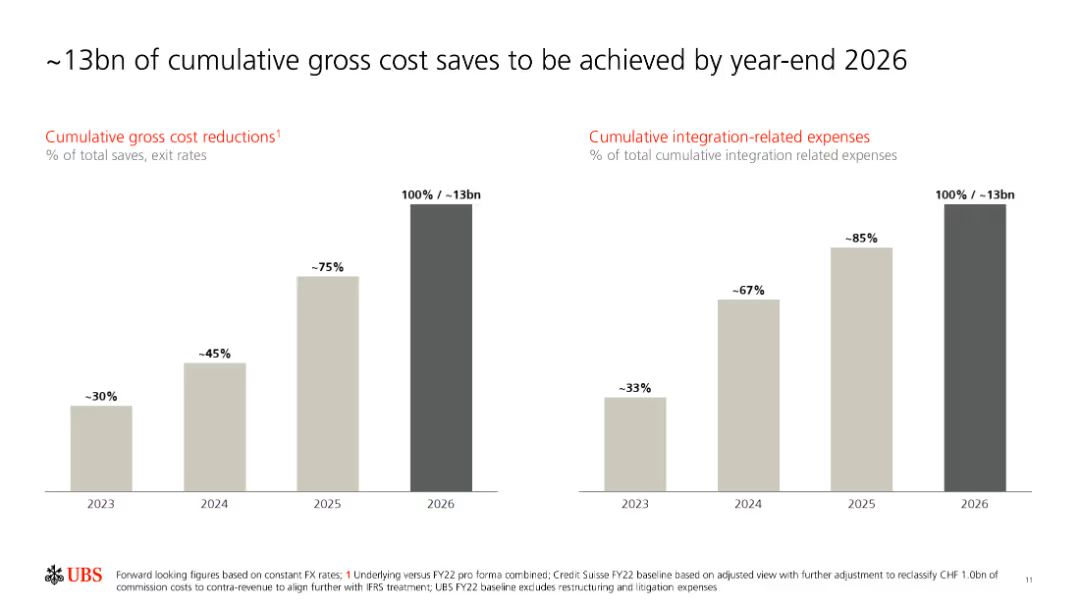 ~13bn of cumulative gross cost saves to be achieved by year-end 2026
Cumulative gross cost reductions¹
% of total saves, exit rates
100% / ~13bn
~75%
~45%
~30%
2023 2024 2025 2026
Cumulative integration-related expenses
% of total cumulative integration related expenses
100% / ~13bn
~85%
~67%
~33%
2023 2024 2025 2026
UBS
Forward looking figures based on constant FX rates; 1 Underlying versus FY22 pro forma combined; Credit Suisse FY22 baseline based on adjusted view with further adjustment to reclassify CHF 1.0bn of
commission costs to contra-revenue to align further with IFRS treatment; UBS FY22 baseline excludes restructuring and litigation expenses
11